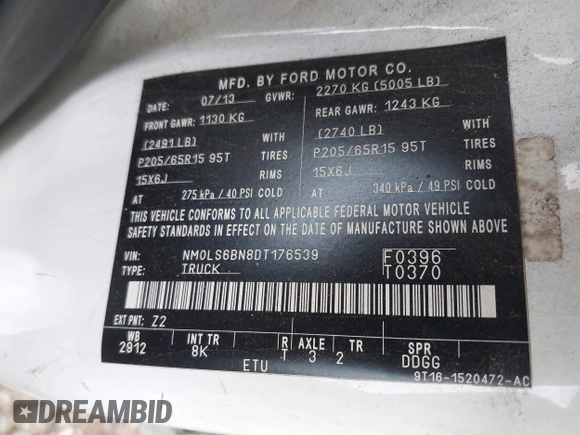 MFD. BY FORD MOTOR CO.
DATE: 07/13 GVWR: 2270 KG (5005 LB)
FRONT GAWR: 1130 KG REAR GAWR: 1243 KG
(2491 LB) WITH (2740 LB) WITH
P205/65R15 95T TIRES P205/65R15 95T TIRES
15X6J RIMS 15X6J RIMS
AT 275 kPa / 40 PSI COLD AT 340 kPa / 49 PSI COLD
THIS VEHICLE CONFORMS TO ALL APPLICABLE FEDERAL MOTOR VEHICLE
SAFETY STANDARDS IN EFFECT ON THE DATE OF MANUFACTURE SHOWN ABOVE
VIN: NM0LS6BN8DT176539 F0396
TYPE: TRUCK T0370
EXT PNT: Z2
WB INT TR R AXLE TR SPR
2912 8K T 3 2 DDGG
ETU 9T16-1520472-AC
DREAMBID